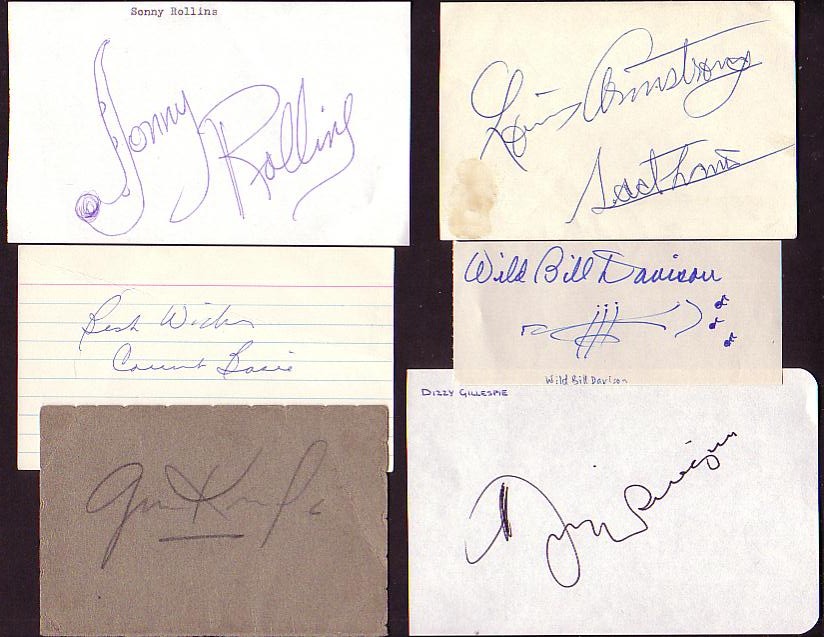 Sonny Rollins
Sonny Rollins
Louis Armstrong
Satchmo
Best Wishes
Count Basie
Wild Bill Davison
Wild Bill Davison
DIZZY GILLESPIE
Dizzy